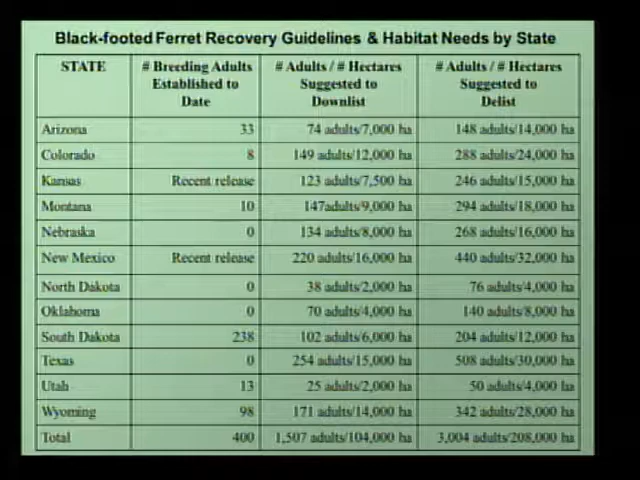 Black-footed Ferret Recovery Guidelines & Habitat Needs by State
STATE # Breeding Adults Established to Date # Adults / # Hectares Suggested to Downlist # Adults / # Hectares Suggested to Delist
Arizona 33 74 adults/7,000 ha 148 adults/14,000 ha
Colorado 8 149 adults/12,000 ha 288 adults/24,000 ha
Kansas Recent release 123 adults/7,500 ha 246 adults/15,000 ha
Montana 10 147adults/9,000 ha 294 adults/18,000 ha
Nebraska 0 134 adults/8,000 ha 268 adults/16,000 ha
New Mexico Recent release 220 adults/16,000 ha 440 adults/32,000 ha
North Dakota 0 38 adults/2,000 ha 76 adults/4,000 ha
Oklahoma 0 70 adults/4,000 ha 140 adults/8,000 ha
South Dakota 238 102 adults/6,000 ha 204 adults/12,000 ha
Texas 0 254 adults/15,000 ha 508 adults/30,000 ha
Utah 13 25 adults/2,000 ha 50 adults/4,000 ha
Wyoming 98 171 adults/14,000 ha 342 adults/28,000 ha
Total 400 1,507 adults/104,000 ha 3,004 adults/208,000 ha